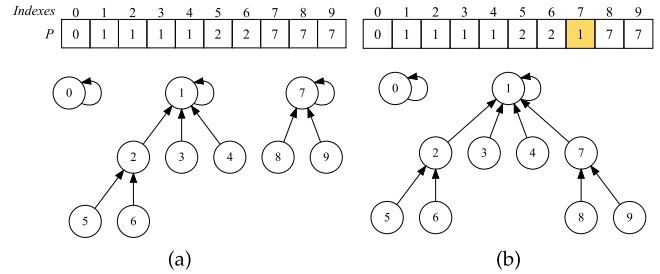 Indexes 0 1 2 3 4 5 6 7 8 9 0 1 2 3 4 5 6 7 8 9
P 0 1 1 1 1 2 2 7 7 7 0 1 1 1 1 2 2 1 7 7
0 1 7 0 1
2 3 4 8 9 2 3 4 7
5 6 5 6 8 9
(a) (b)